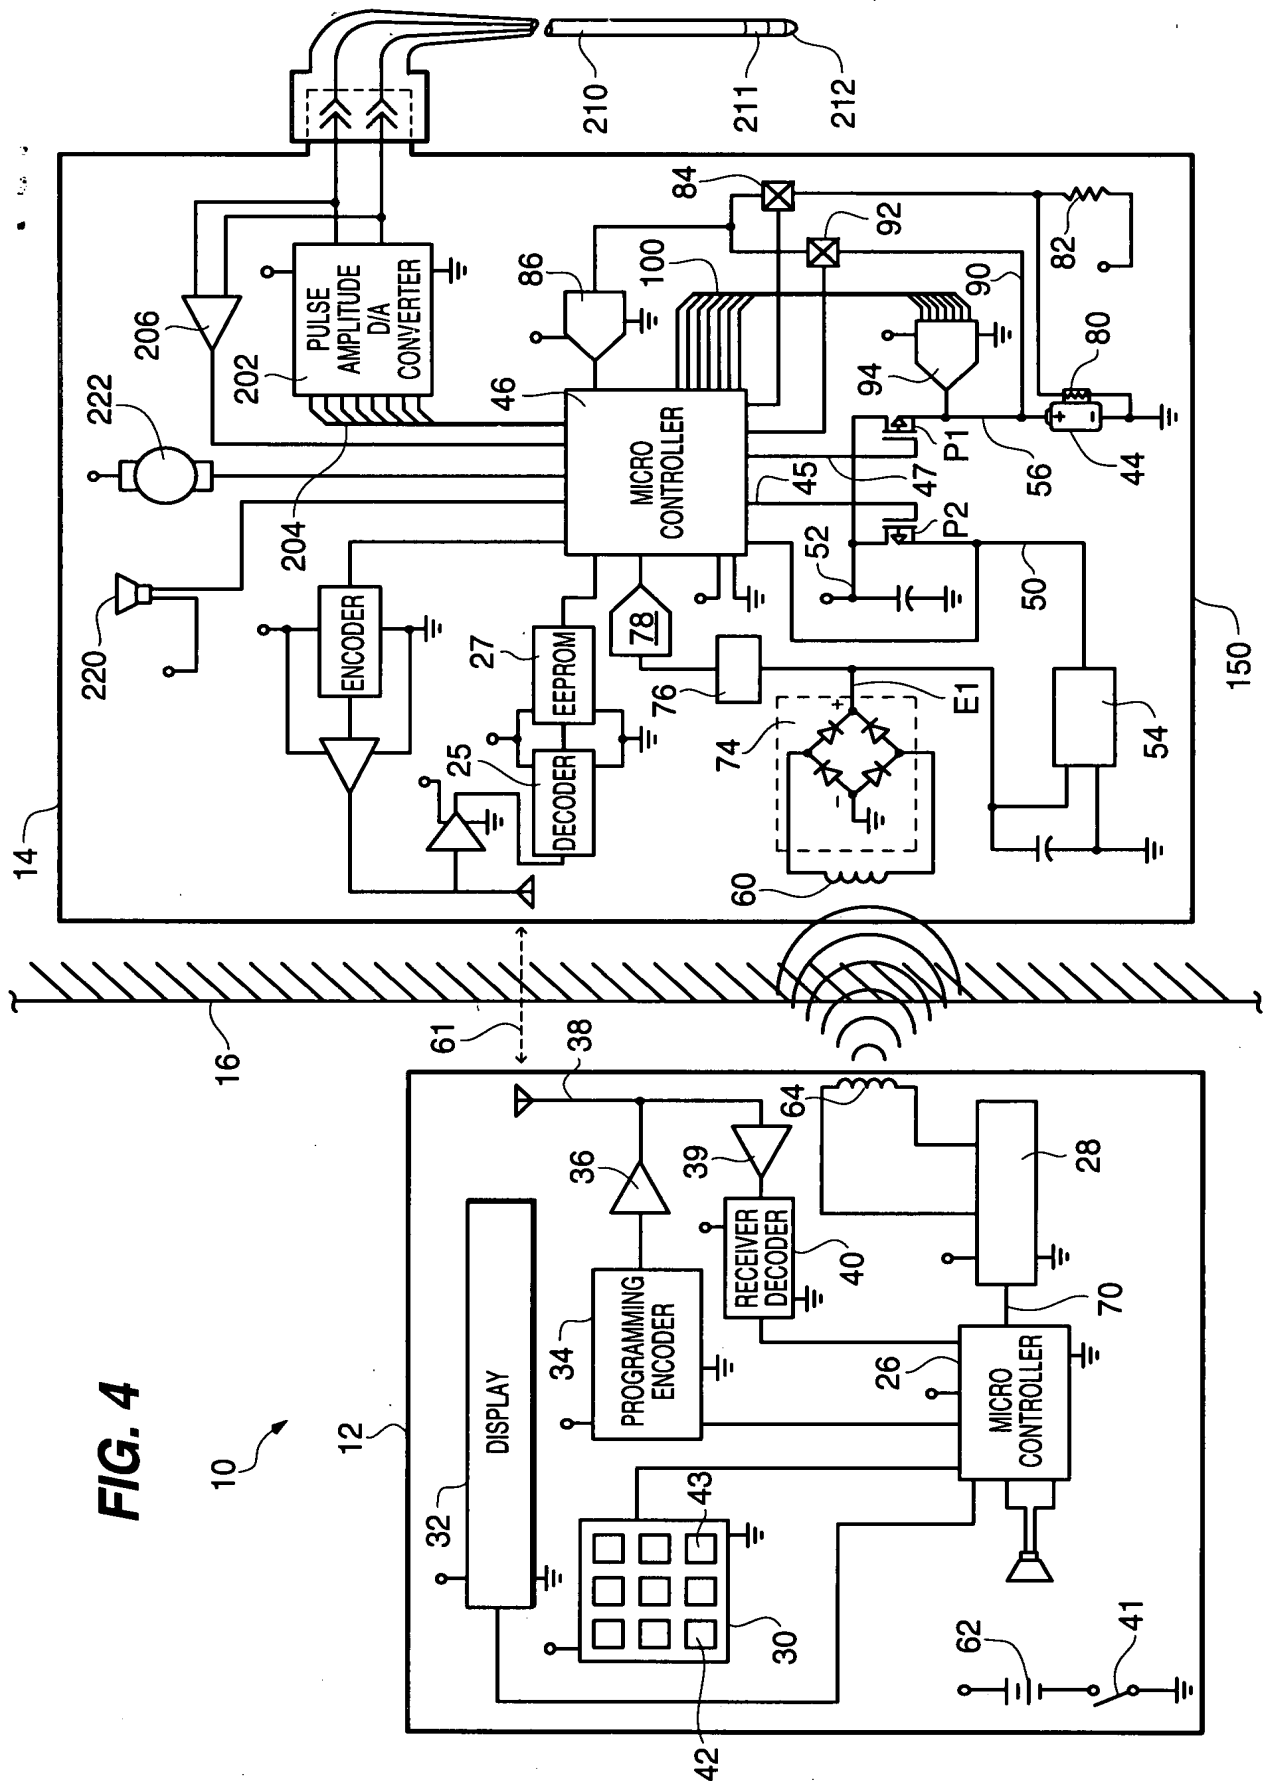 FIG. 4
10
12
32
DISPLAY
34
PROGRAMMING
ENCODER
36
38
39
RECEIVER
DECODER
40
42
43
30
26
MICRO
CONTROLLER
70
28
64
62
41
16
61
14
220
222
206
202
PULSE
AMPLITUDE
D/A
CONVERTER
204
ENCODER
25
DECODER
27
EEPROM
46
MICRO
CONTROLLER
78
76
74
+
-
E1
60
86
100
84
92
90
82
94
80
+
-
44
56
P1
47
45
P2
52
50
54
150
210
211
212